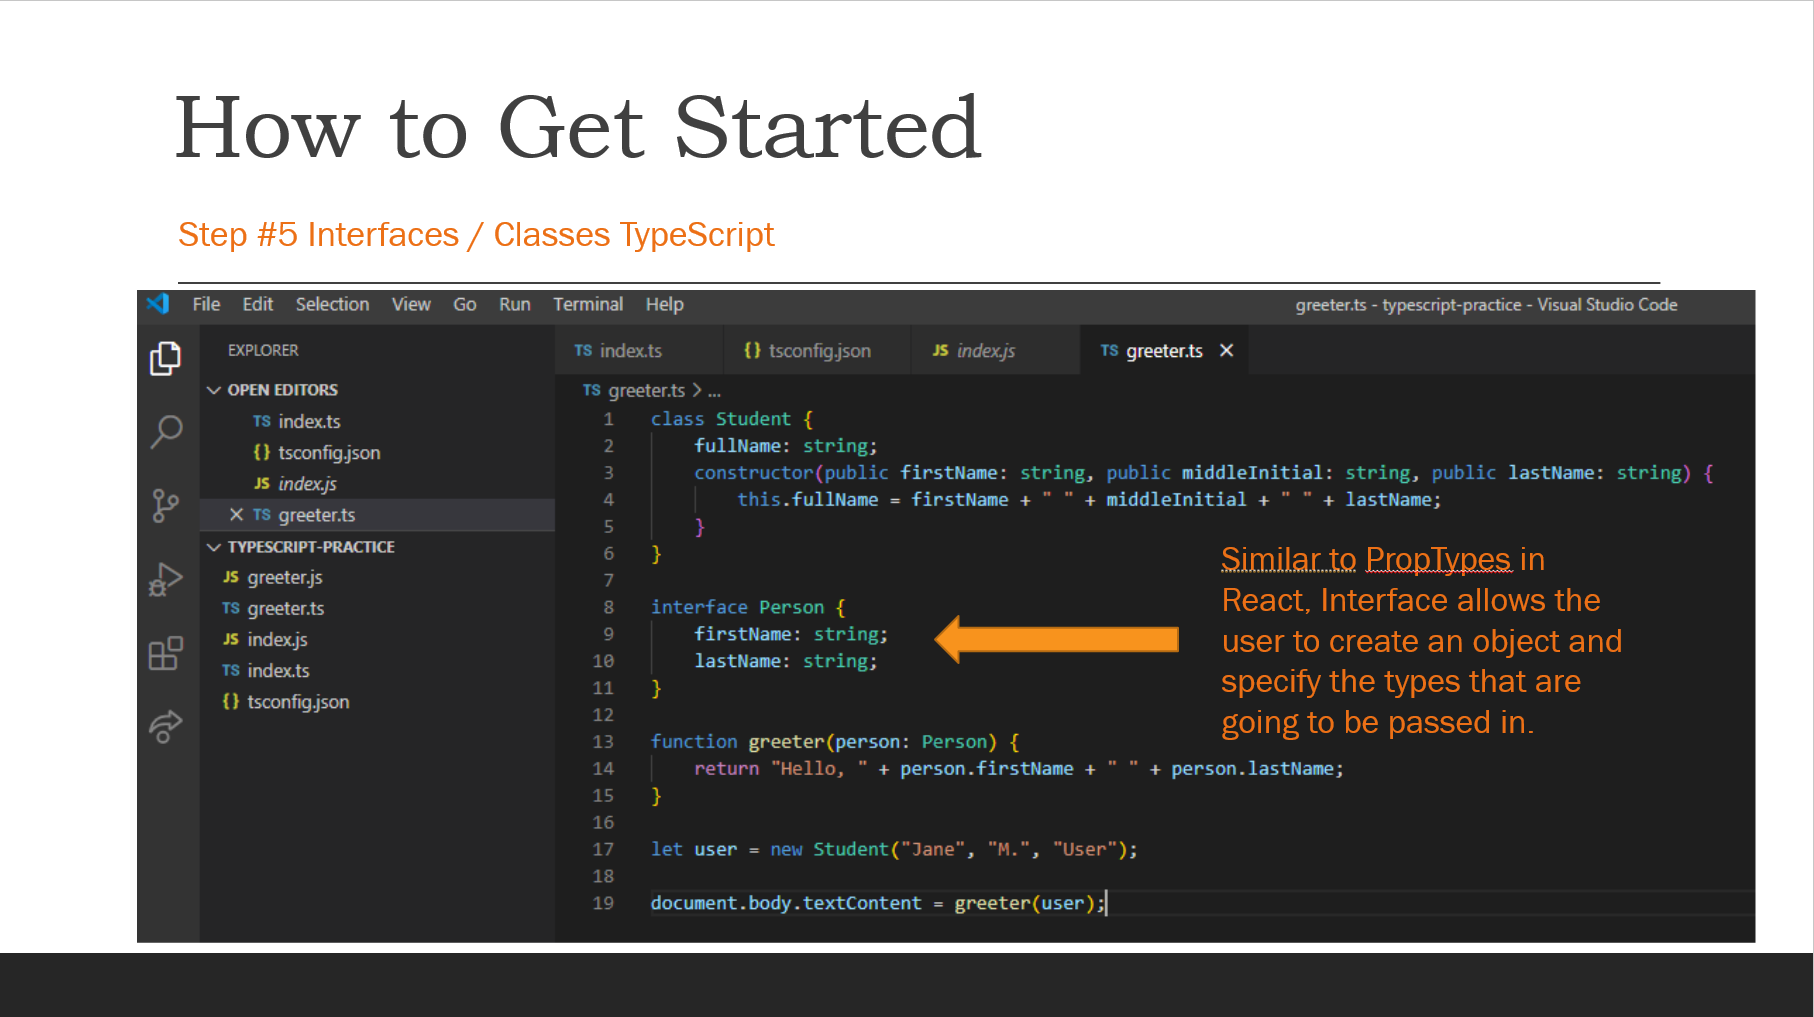 How to Get Started
Step #5 Interfaces / Classes TypeScript
File Edit Selection View Go Run Terminal Help
greeter.ts - typescript-practice - Visual Studio Code
EXPLORER
OPEN EDITORS
TS index.ts
{} tsconfig.json
JS index.js
TS greeter.ts
TYPESCRIPT-PRACTICE
JS greeter.js
TS greeter.ts
JS index.js
TS index.ts
{} tsconfig.json
TS index.ts {} tsconfig.json JS index.js TS greeter.ts
TS greeter.ts > ...
1 class Student {
2 fullName: string;
3 constructor(public firstName: string, public middleInitial: string, public lastName: string) {
4 this.fullName = firstName + " " + middleInitial + " " + lastName;
5 }
6 }
7
8 interface Person {
9 firstName: string;
10 lastName: string;
11 }
12
13 function greeter(person: Person) {
14 return "Hello, " + person.firstName + " " + person.lastName;
15 }
16
17 let user = new Student("Jane", "M.", "User");
18
19 document.body.textContent = greeter(user);
Similar to PropTypes in
React, Interface allows the
user to create an object and
specify the types that are
going to be passed in.